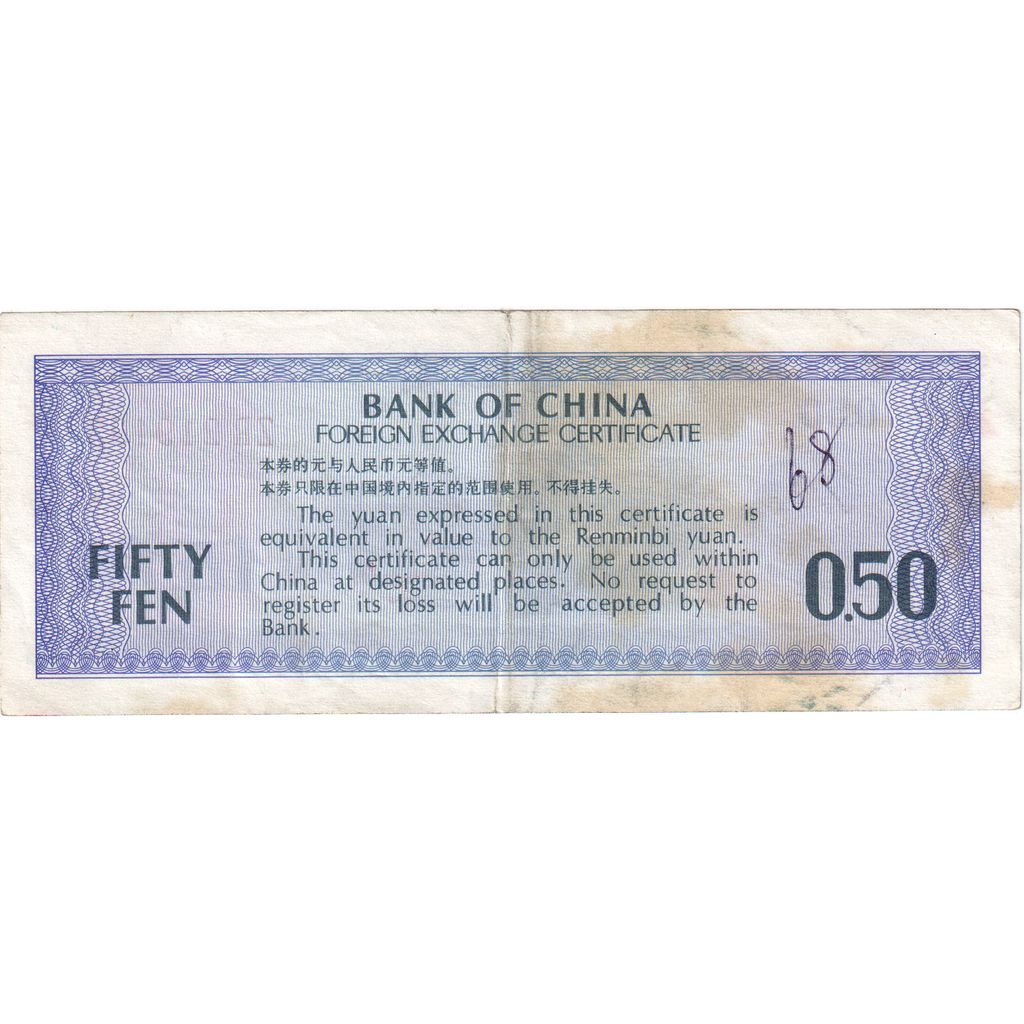 BANK OF CHINA
FOREIGN EXCHANGE CERTIFICATE
本券的元与人民币元等值。
本券只限在中国境内指定的范围使用。不得挂失。
The yuan expressed in this certificate is
equivalent in value to the Renminbi yuan.
This certificate can only be used within
China at designated places. No request to
register its loss will be accepted by the
Bank.
FIFTY
FEN
0.50
68